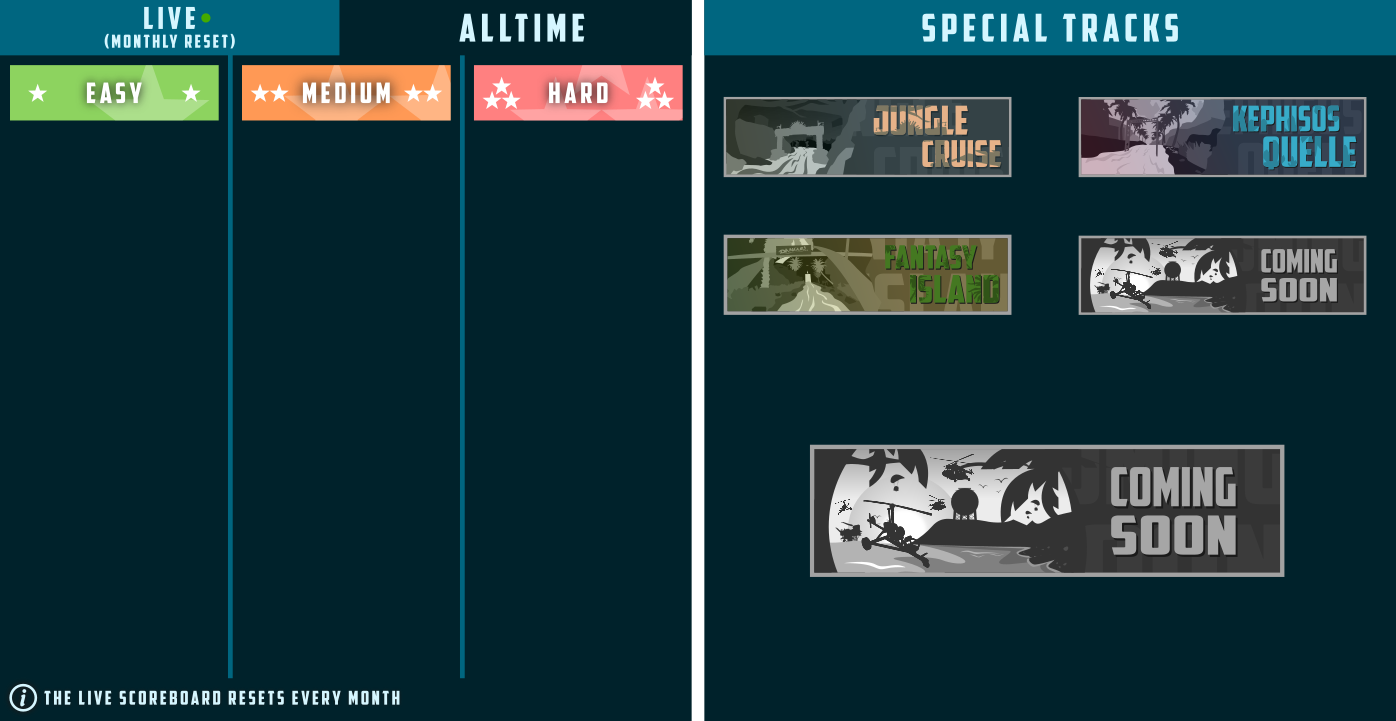 LIVE
(MONTHLY RESET)
ALLTIME
EASY
MEDIUM
HARD
THE LIVE SCOREBOARD RESETS EVERY MONTH
SPECIAL TRACKS
JUNGLE
CRUISE
KEPHISOS
QUELLE
FANTASY
ISLAND
COMING
SOON
COMING
SOON